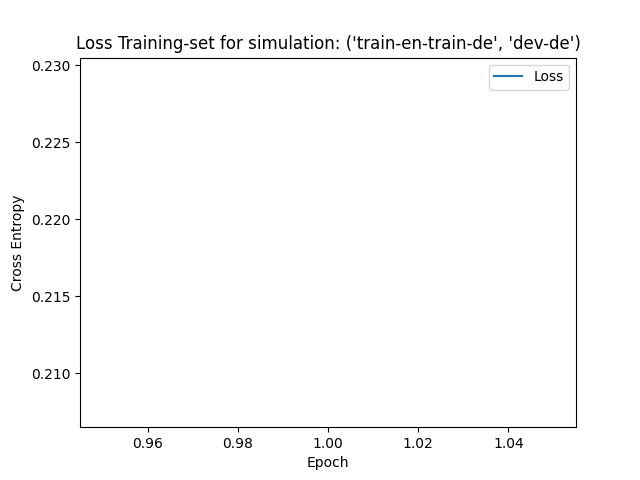 Loss Training-set for simulation: ('train-en-train-de', 'dev-de')
Loss
0.230
0.225
0.220
0.215
0.210
Cross Entropy
0.96 0.98 1.00 1.02 1.04
Epoch